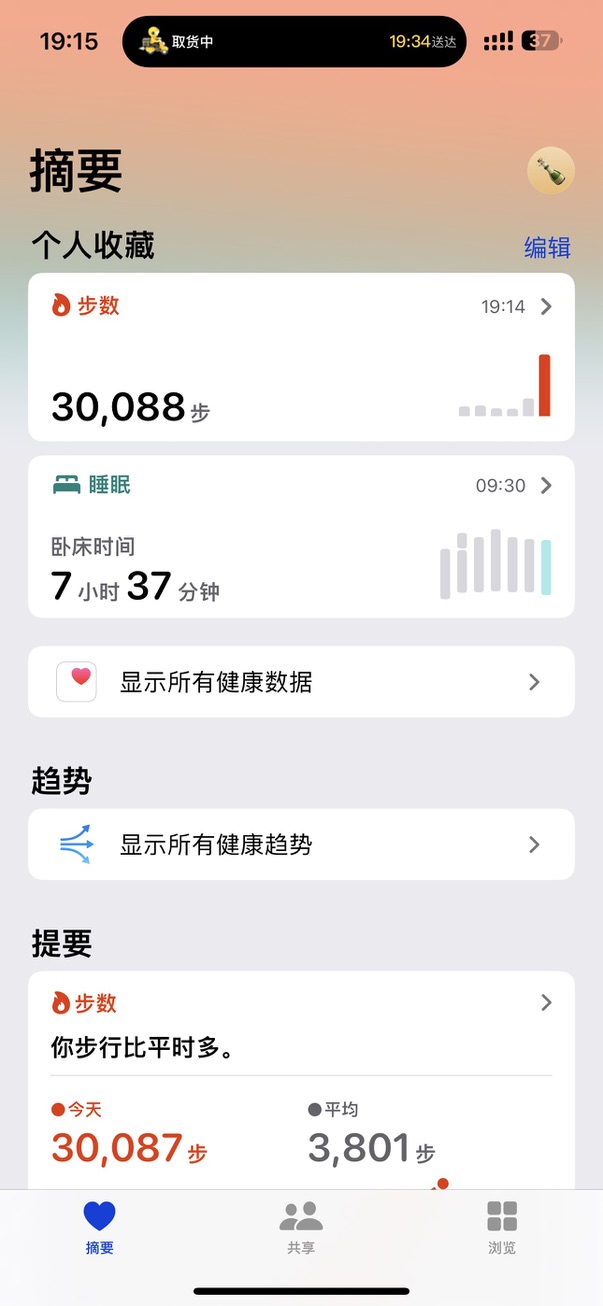 19:15
取货中
19:34送达
37
摘要
个人收藏
编辑
步数
19:14
30,088 步
睡眠
09:30
卧床时间
7 小时 37 分钟
显示所有健康数据
趋势
显示所有健康趋势
提要
步数
你步行比平时多。
今天
平均
30,087 步
3,801 步
摘要
共享
浏览